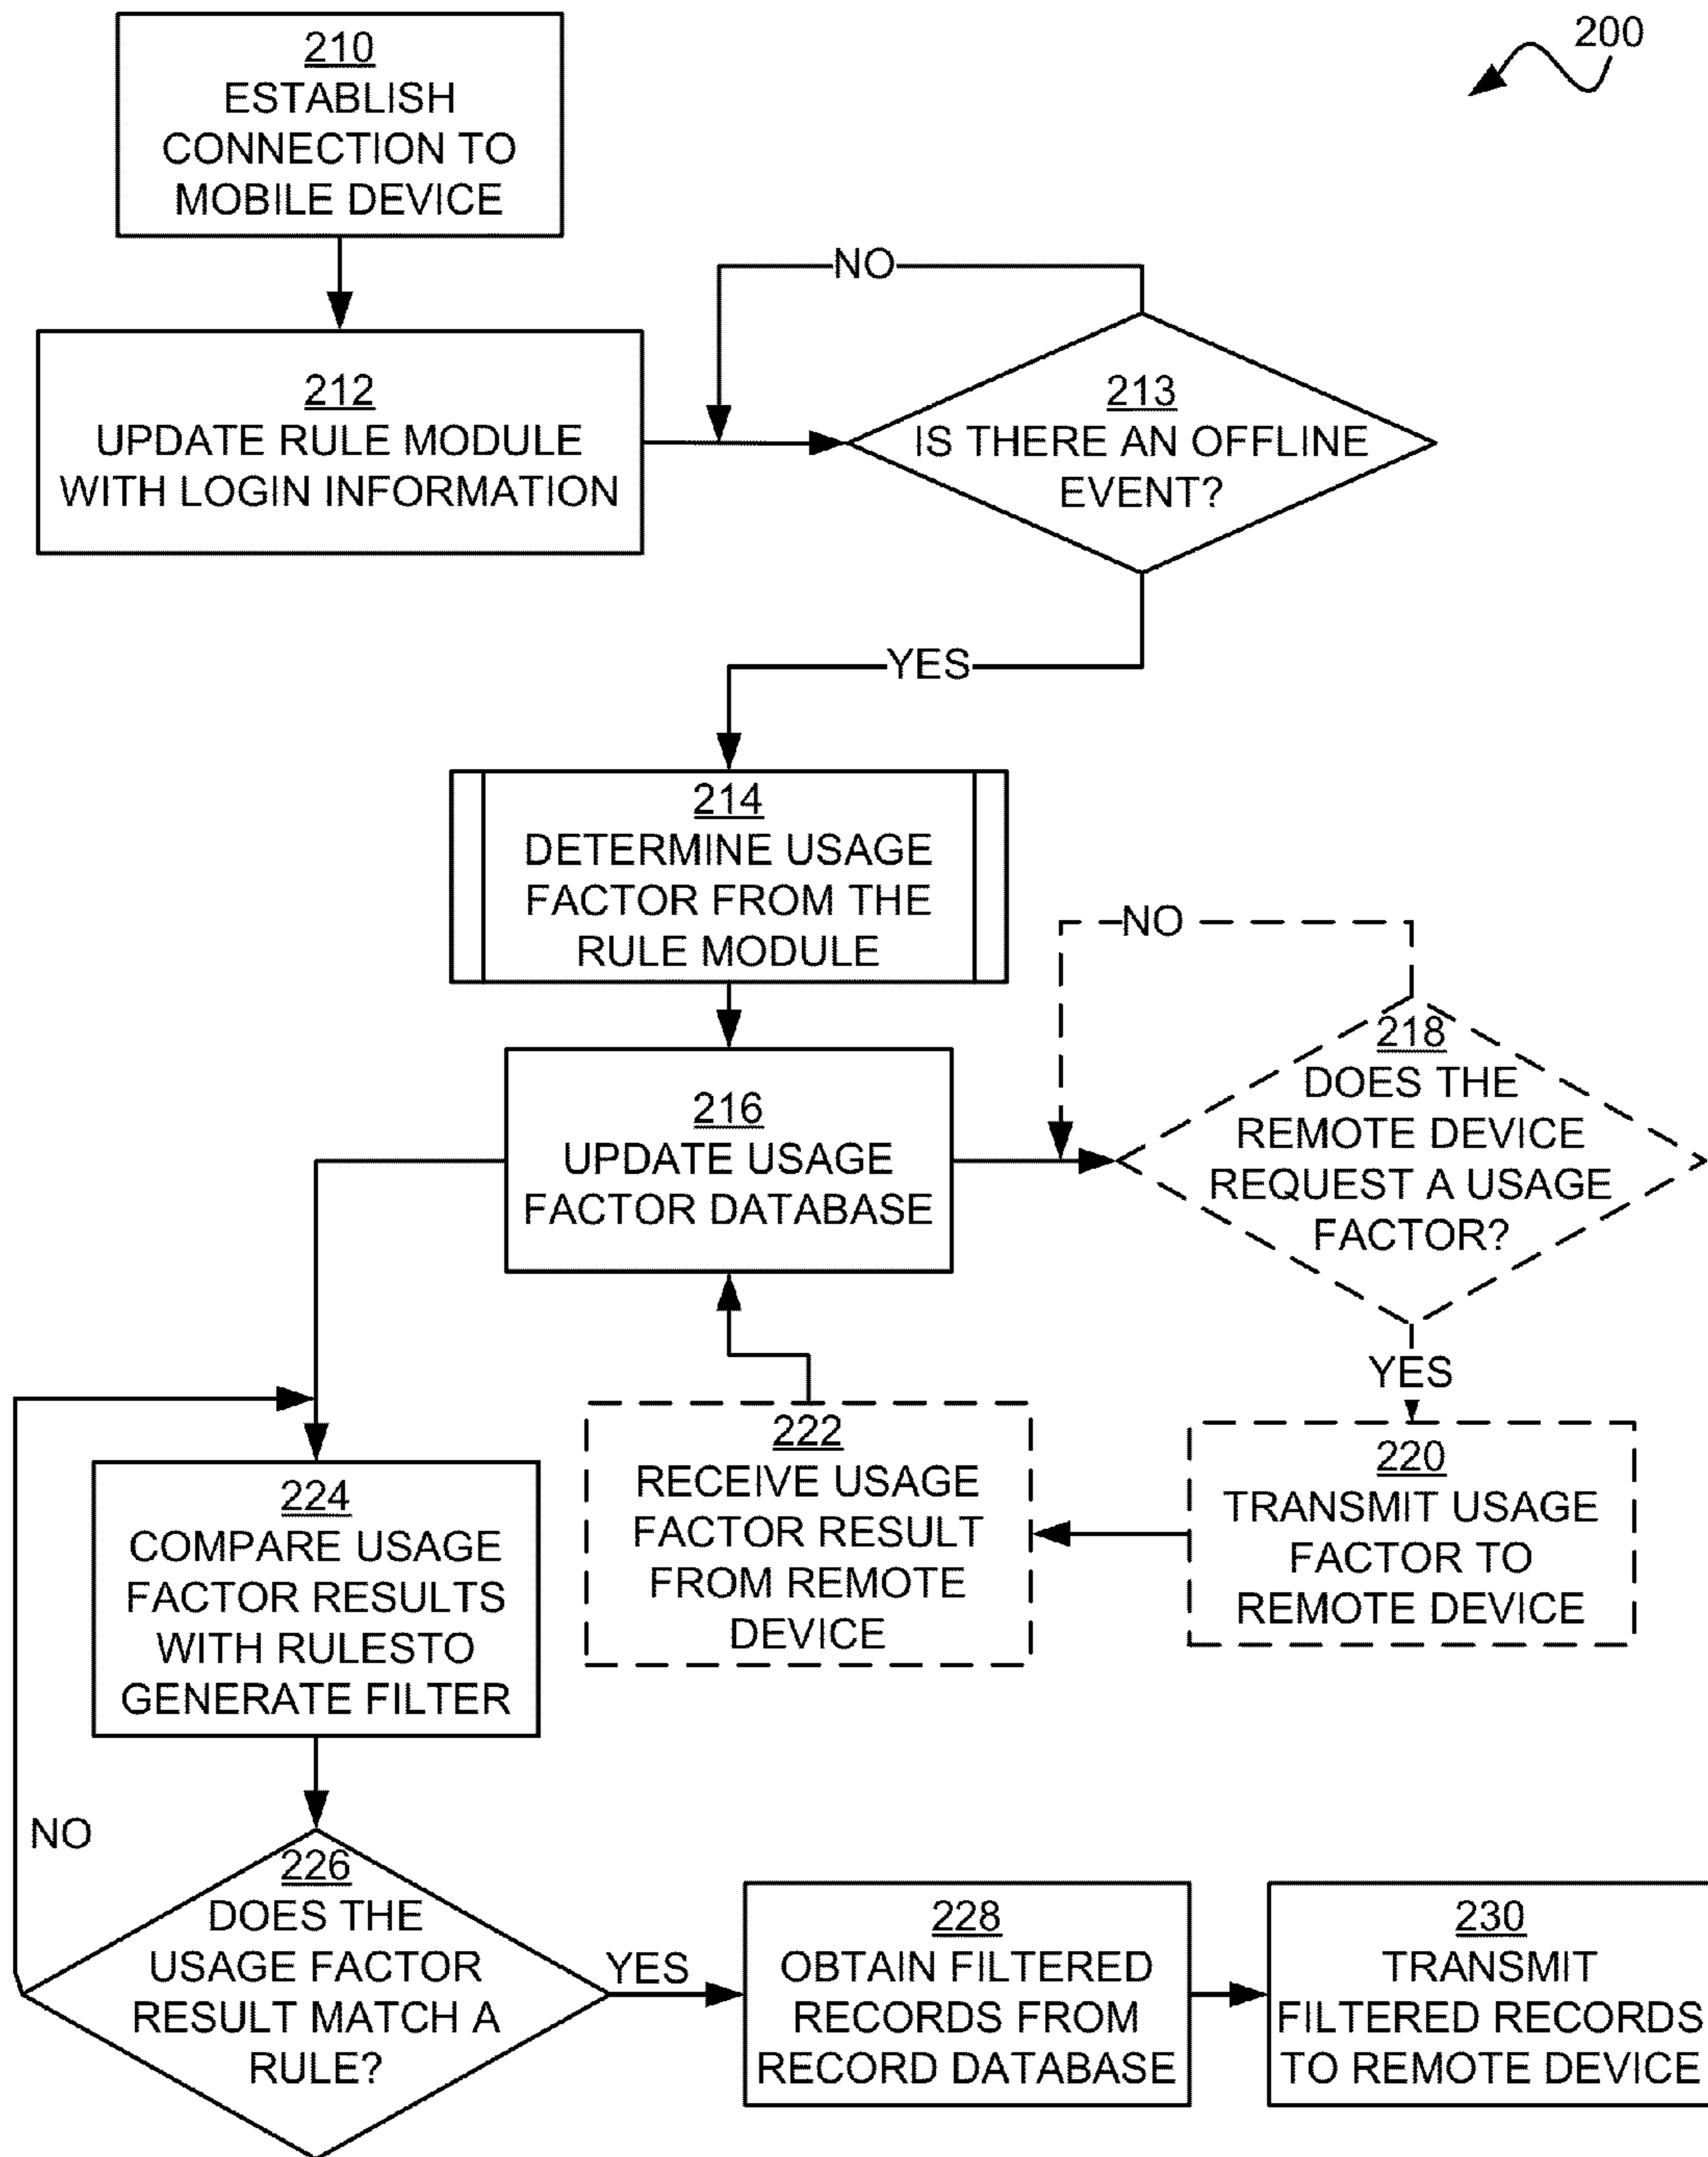 200
210
ESTABLISH
CONNECTION TO
MOBILE DEVICE
NO
212
UPDATE RULE MODULE
WITH LOGIN INFORMATION
213
IS THERE AN OFFLINE
EVENT?
YES
214
DETERMINE USAGE
FACTOR FROM THE
RULE MODULE
NO
216
UPDATE USAGE
FACTOR DATABASE
218
DOES THE
REMOTE DEVICE
REQUEST A USAGE
FACTOR?
YES
220
TRANSMIT USAGE
FACTOR TO
REMOTE DEVICE
222
RECEIVE USAGE
FACTOR RESULT
FROM REMOTE
DEVICE
224
COMPARE USAGE
FACTOR RESULTS
WITH RULESTO
GENERATE FILTER
NO
226
DOES THE
USAGE FACTOR
RESULT MATCH A
RULE?
YES
228
OBTAIN FILTERED
RECORDS FROM
RECORD DATABASE
230
TRANSMIT
FILTERED RECORDS
TO REMOTE DEVICE